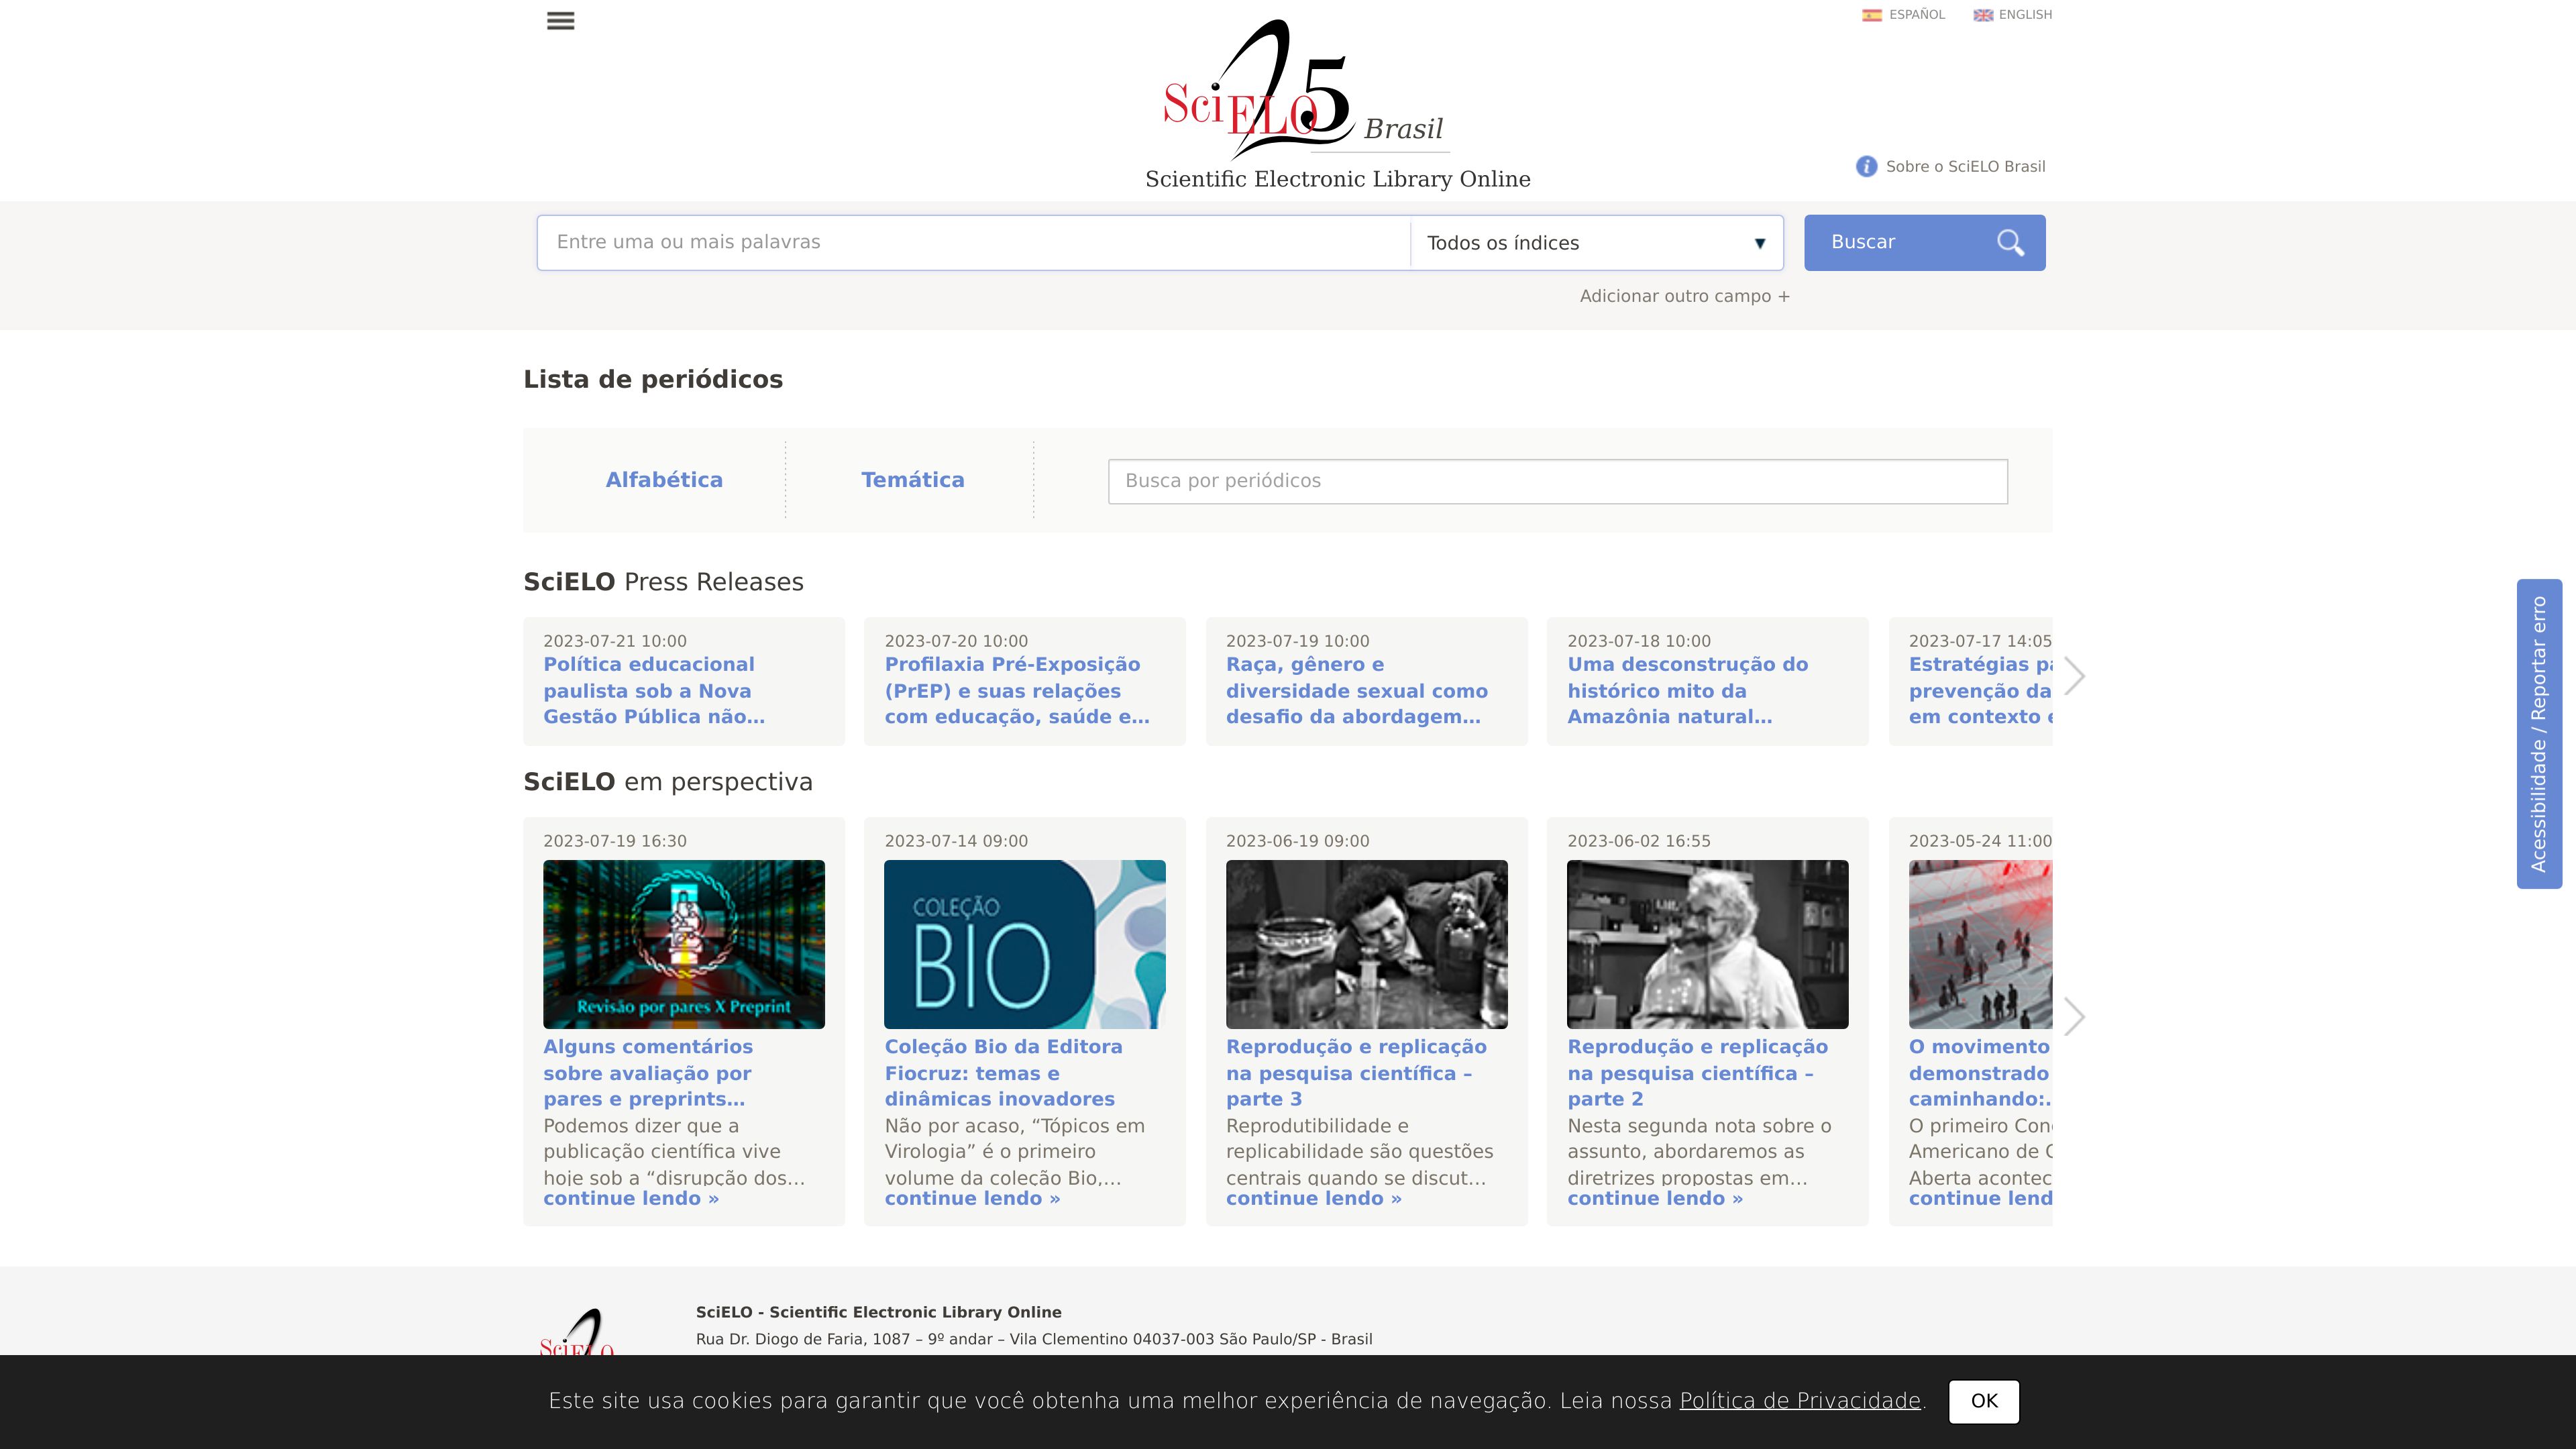 ESPAÑOL
ENGLISH
SciELO 25 Brasil
Scientific Electronic Library Online
Sobre o SciELO Brasil
Entre uma ou mais palavras
Todos os índices
Buscar
Adicionar outro campo +
Lista de periódicos
Alfabética
Temática
Busca por periódicos
SciELO Press Releases
2023-07-21 10:00
Política educacional
paulista sob a Nova
Gestão Pública não...
2023-07-20 10:00
Profilaxia Pré-Exposição
(PrEP) e suas relações
com educação, saúde e...
2023-07-19 10:00
Raça, gênero e
diversidade sexual como
desafio da abordagem...
2023-07-18 10:00
Uma desconstrução do
histórico mito da
Amazônia natural...
2023-07-17 14:05
Estratégias pa
prevenção da
em contexto e
SciELO em perspectiva
2023-07-19 16:30
Revisão por pares X Preprint
Alguns comentários
sobre avaliação por
pares e preprints...
Podemos dizer que a
publicação científica vive
hoje sob a “disrupção dos...
continue lendo »
2023-07-14 09:00
COLEÇÃO
BIO
Coleção Bio da Editora
Fiocruz: temas e
dinâmicas inovadores
Não por acaso, “Tópicos em
Virologia” é o primeiro
volume da coleção Bio,...
continue lendo »
2023-06-19 09:00
Reprodução e replicação
na pesquisa científica –
parte 3
Reprodutibilidade e
replicabilidade são questões
centrais quando se discut...
continue lendo »
2023-06-02 16:55
Reprodução e replicação
na pesquisa científica –
parte 2
Nesta segunda nota sobre o
assunto, abordaremos as
diretrizes propostas em...
continue lendo »
2023-05-24 11:00
O movimento
demonstrado
caminhando:.
O primeiro Con
Americano de C
Aberta acontec
continue lend
Acessibilidade / Reportar erro
SciELO
SciELO - Scientific Electronic Library Online
Rua Dr. Diogo de Faria, 1087 – 9º andar – Vila Clementino 04037-003 São Paulo/SP - Brasil
Este site usa cookies para garantir que você obtenha uma melhor experiência de navegação. Leia nossa Política de Privacidade.
OK